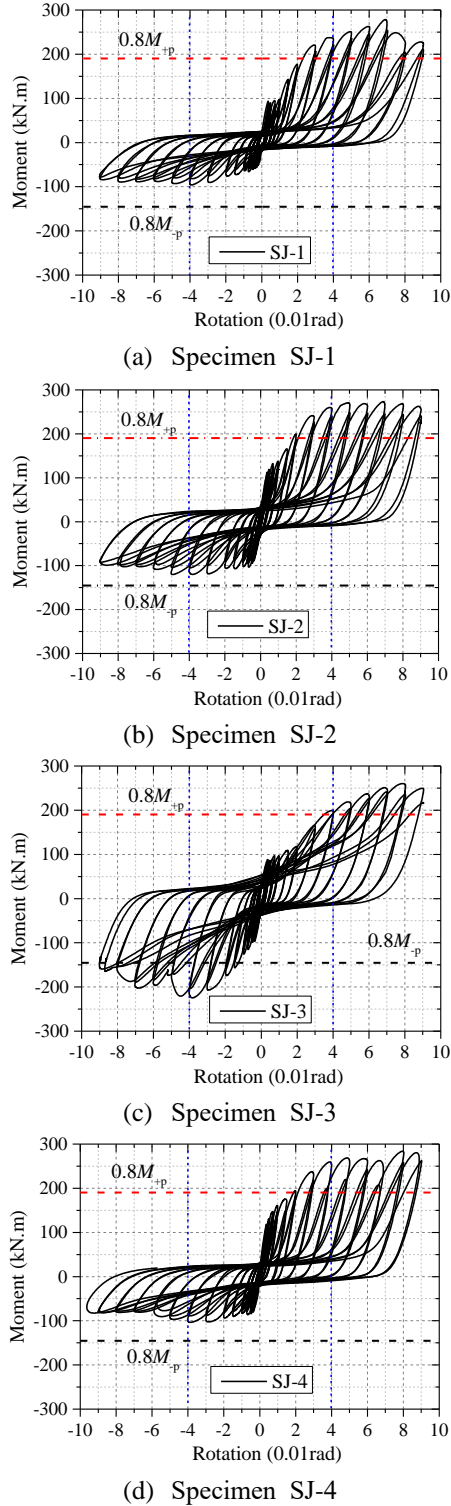 300
250
200
150
100
50
0
-50
-100
-150
-200
-250
-300
Moment (kN.m)
0.8M+p
0.8M-p
SJ-1
-10 -8 -6 -4 -2 0 2 4 6 8 10
Rotation (0.01rad)
(a) Specimen SJ-1
300
200
100
0
-100
-200
-300
Moment (kN.m)
0.8M+p
0.8M-p
SJ-2
-10 -8 -6 -4 -2 0 2 4 6 8 10
Rotation (0.01rad)
(b) Specimen SJ-2
300
200
100
0
-100
-200
-300
Moment (kN.m)
0.8M+p
0.8M-p
SJ-3
-10 -8 -6 -4 -2 0 2 4 6 8 10
Rotation (0.01rad)
(c) Specimen SJ-3
300
200
100
0
-100
-200
-300
Moment (kN.m)
0.8M+p
0.8M-p
SJ-4
-10 -8 -6 -4 -2 0 2 4 6 8 10
Rotation (0.01rad)
(d) Specimen SJ-4